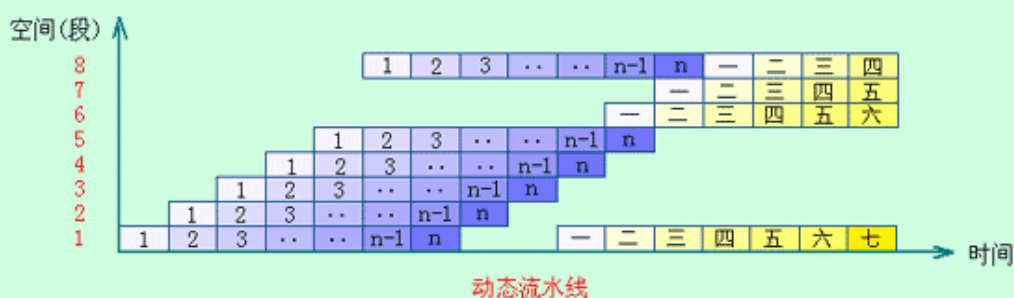 空间(段)
8 1 2 3 ·· ·· n-1 n 一 二 三 四
7 一 二 三 四 五
6 一 二 三 四 五 六
5 1 2 3 ·· ·· n-1 n
4 1 2 3 ·· ·· n-1 n
3 1 2 3 ·· ·· n-1 n
2 1 2 3 ·· ·· n-1 n
1 1 2 3 ·· ·· n-1 n 一 二 三 四 五 六 七
时间
动态流水线